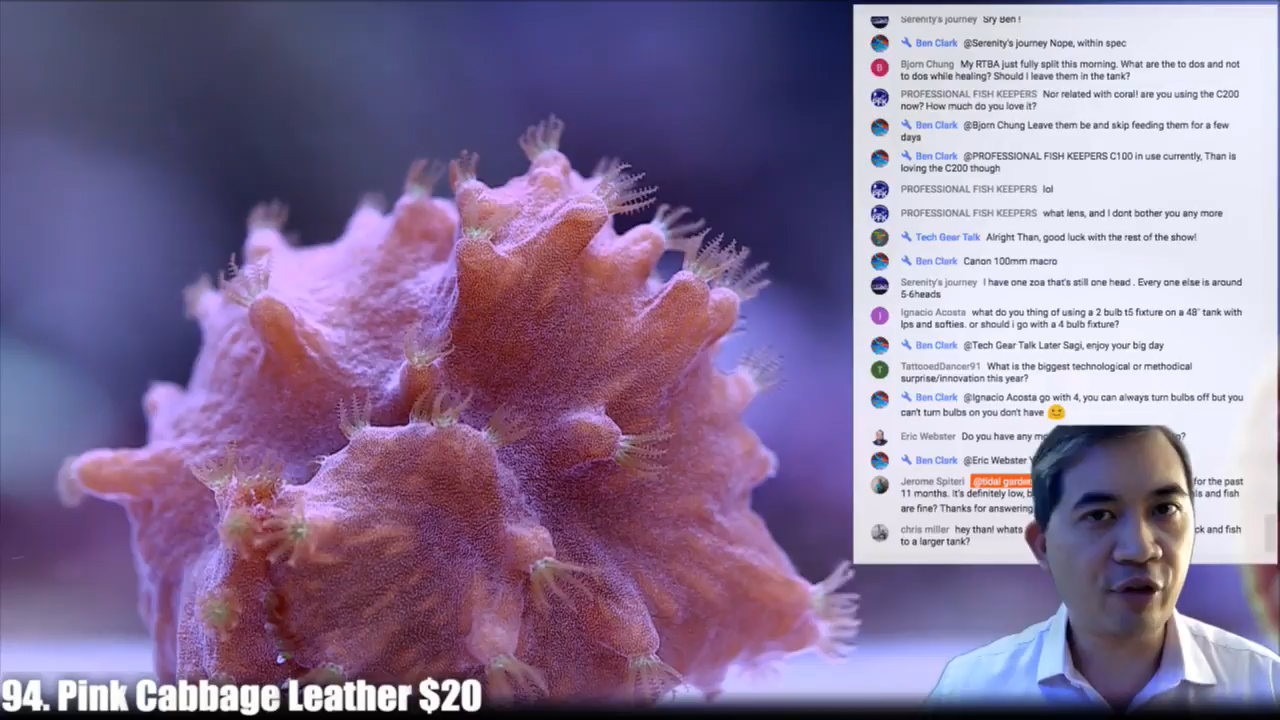 Serenity's journey Sry Ben !
Ben Clark @Serenity's journey Nope, within spec
B
Bjorn Chung My RTBA just fully split this morning. What are the to dos and not
to dos while healing? Should I leave them in the tank?
PROFESSIONAL FISH KEEPERS Nor related with coral! are you using the C200
now? How much do you love it?
Ben Clark @Bjorn Chung Leave them be and skip feeding them for a few
days
Ben Clark @PROFESSIONAL FISH KEEPERS C100 in use currently, Than is
loving the C200 though
PROFESSIONAL FISH KEEPERS lol
PROFESSIONAL FISH KEEPERS what lens, and I dont bother you any more
Tech Gear Talk Alright Than, good luck with the rest of the show!
Ben Clark Canon 100mm macro
Serenity's journey I have one zoa that's still one head . Every one else is around
5-6heads
I
Ignacio Acosta what do you thing of using a 2 bulb t5 fixture on a 48" tank with
lps and softies. or should i go with a 4 bulb fixture?
Ben Clark @Tech Gear Talk Later Sagi, enjoy your big day
T
TattooedDancer91 What is the biggest technological or methodical
surprise/innovation this year?
Ben Clark @Ignacio Acosta go with 4, you can always turn bulbs off but you
can't turn bulbs on you don't have
Eric Webster Do you have any ?
Ben Clark @Eric Webster
Jerome Spiteri @tidal for the past
11 months. It's definitely low, and fish
are fine? Thanks for answering
chris miller hey than! whats and fish
to a larger tank?
94. Pink Cabbage Leather $20